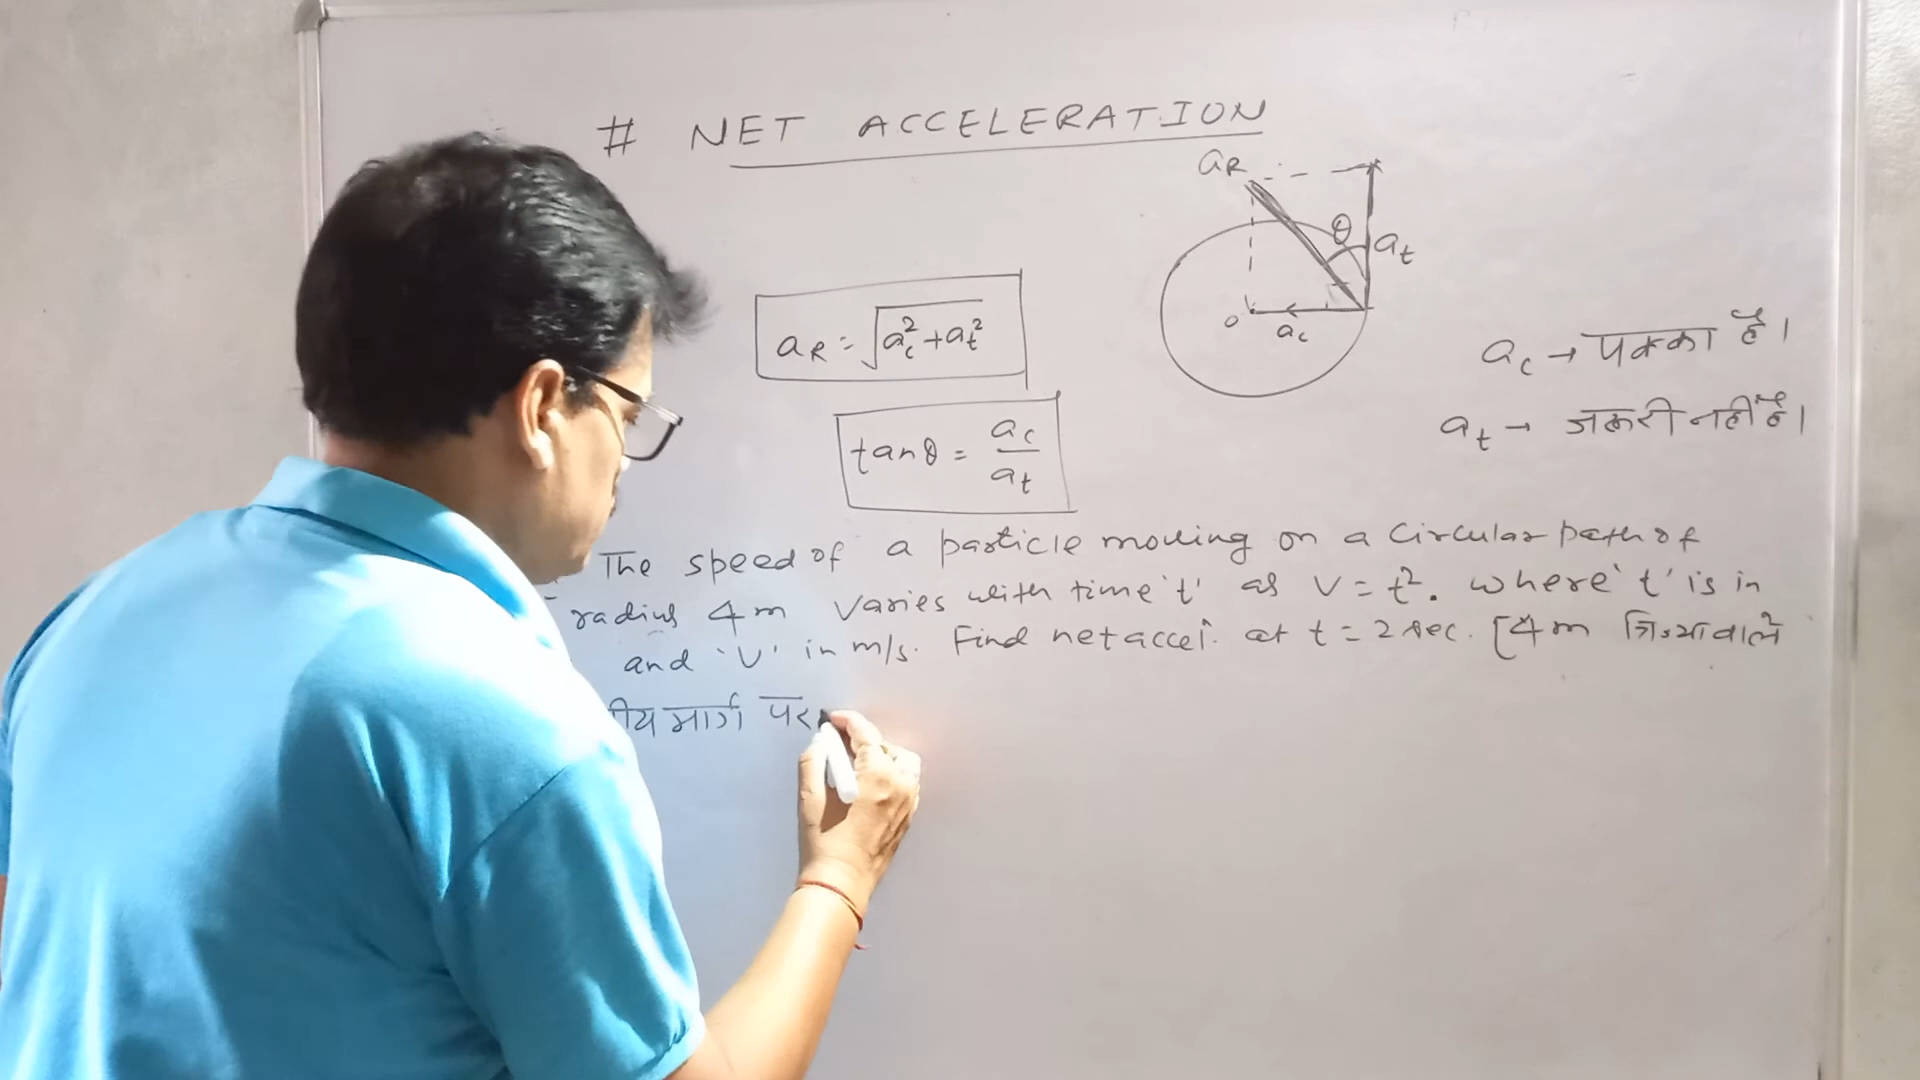 # NET ACCELERATION
aR
θ
at
o
ac
aR = √ac² + at²
ac → पक्का है।
tanθ = ac/at
at → जरूरी नहीं है।
The speed of a particle moving on a circular path of
radius 4m varies with time 't' as V = t². where 't' is in
and 'V' in m/s. Find net accel. at t = 2 sec. [4m त्रिज्या वाले
ीय मार्ग पर